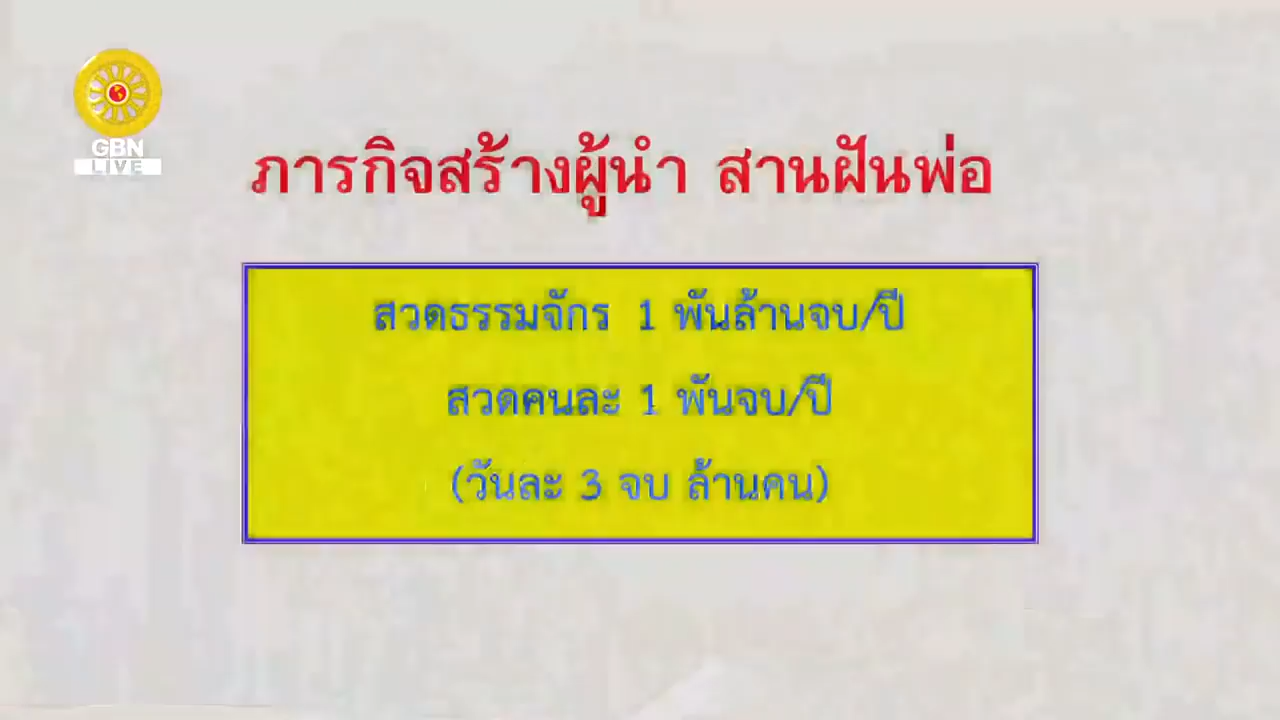 GBN
LIVE
ภารกิจสร้างผู้นำ สานฝันพ่อ
สวดธรรมจักร 1 พันล้านจบ/ปี
สวดคนละ 1 พันจบ/ปี
(วันละ 3 จบ ล้านคน)